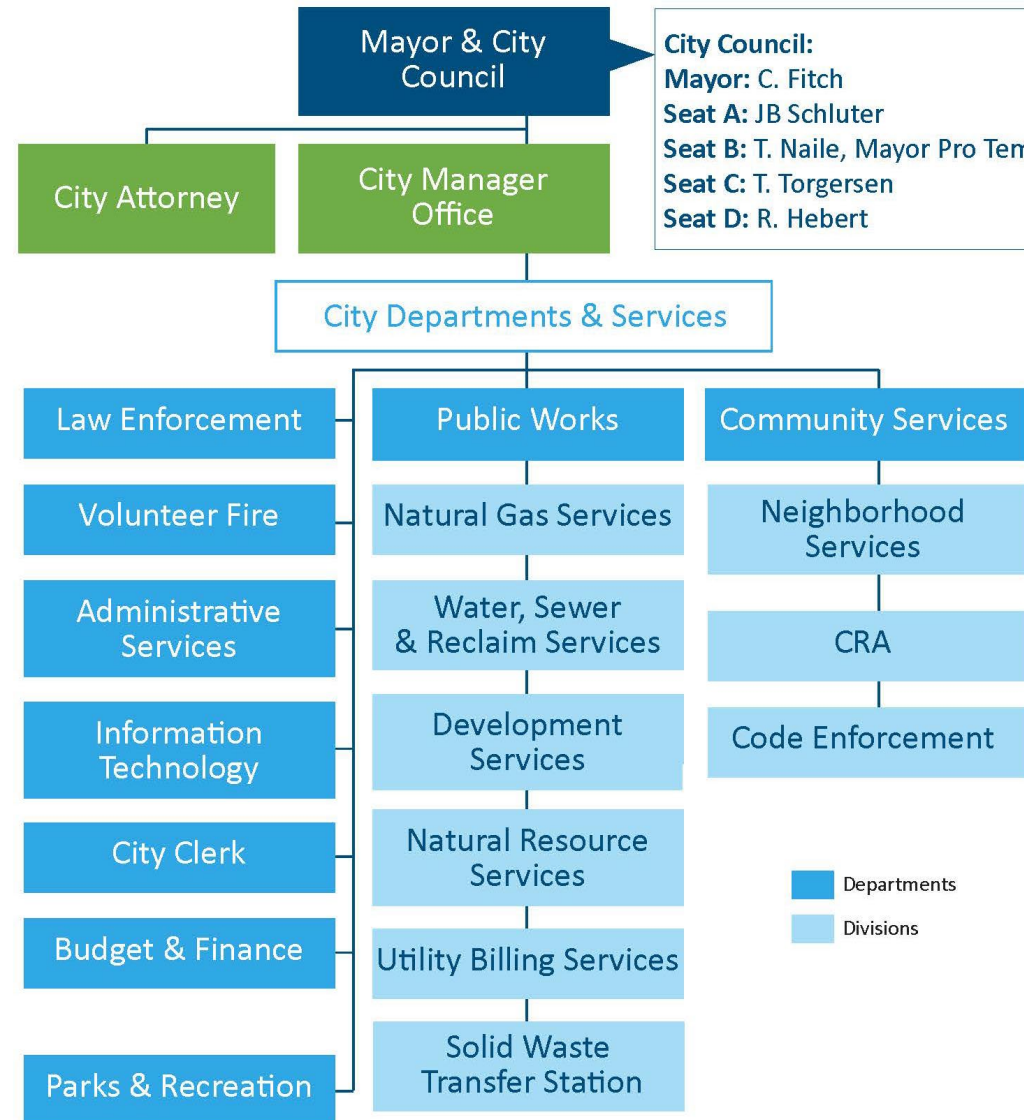 Mayor & City
Council
City Council:
Mayor: C. Fitch
Seat A: JB Schluter
Seat B: T. Naile, Mayor Pro Tem
Seat C: T. Torgersen
Seat D: R. Hebert
City Attorney
City Manager
Office
City Departments & Services
Law Enforcement
Volunteer Fire
Administrative
Services
Information
Technology
City Clerk
Budget & Finance
Parks & Recreation
Public Works
Natural Gas Services
Water, Sewer
& Reclaim Services
Development
Services
Natural Resource
Services
Utility Billing Services
Solid Waste
Transfer Station
Community Services
Neighborhood
Services
CRA
Code Enforcement
Departments
Divisions